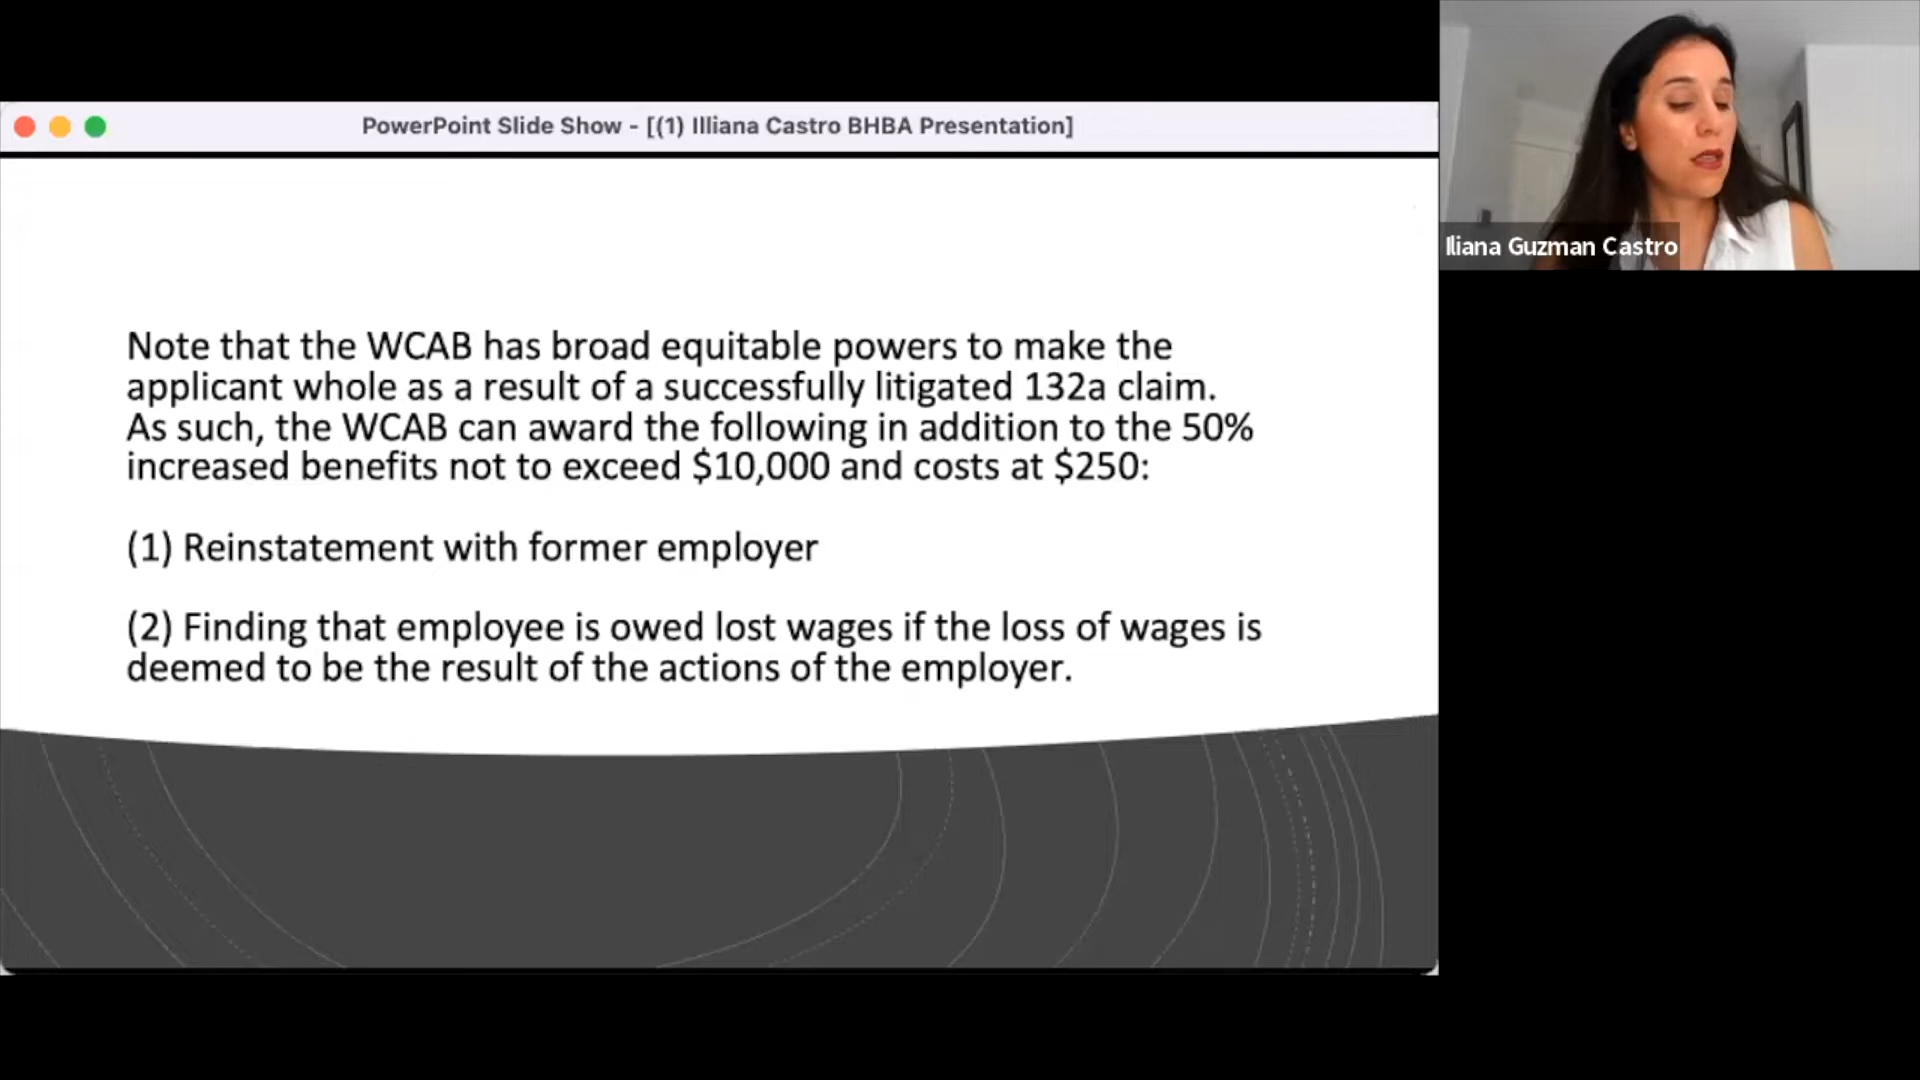 PowerPoint Slide Show - [(1) Illiana Castro BHBA Presentation]
Note that the WCAB has broad equitable powers to make the
applicant whole as a result of a successfully litigated 132a claim.
As such, the WCAB can award the following in addition to the 50%
increased benefits not to exceed $10,000 and costs at $250:
(1) Reinstatement with former employer
(2) Finding that employee is owed lost wages if the loss of wages is
deemed to be the result of the actions of the employer.
Iliana Guzman Castro